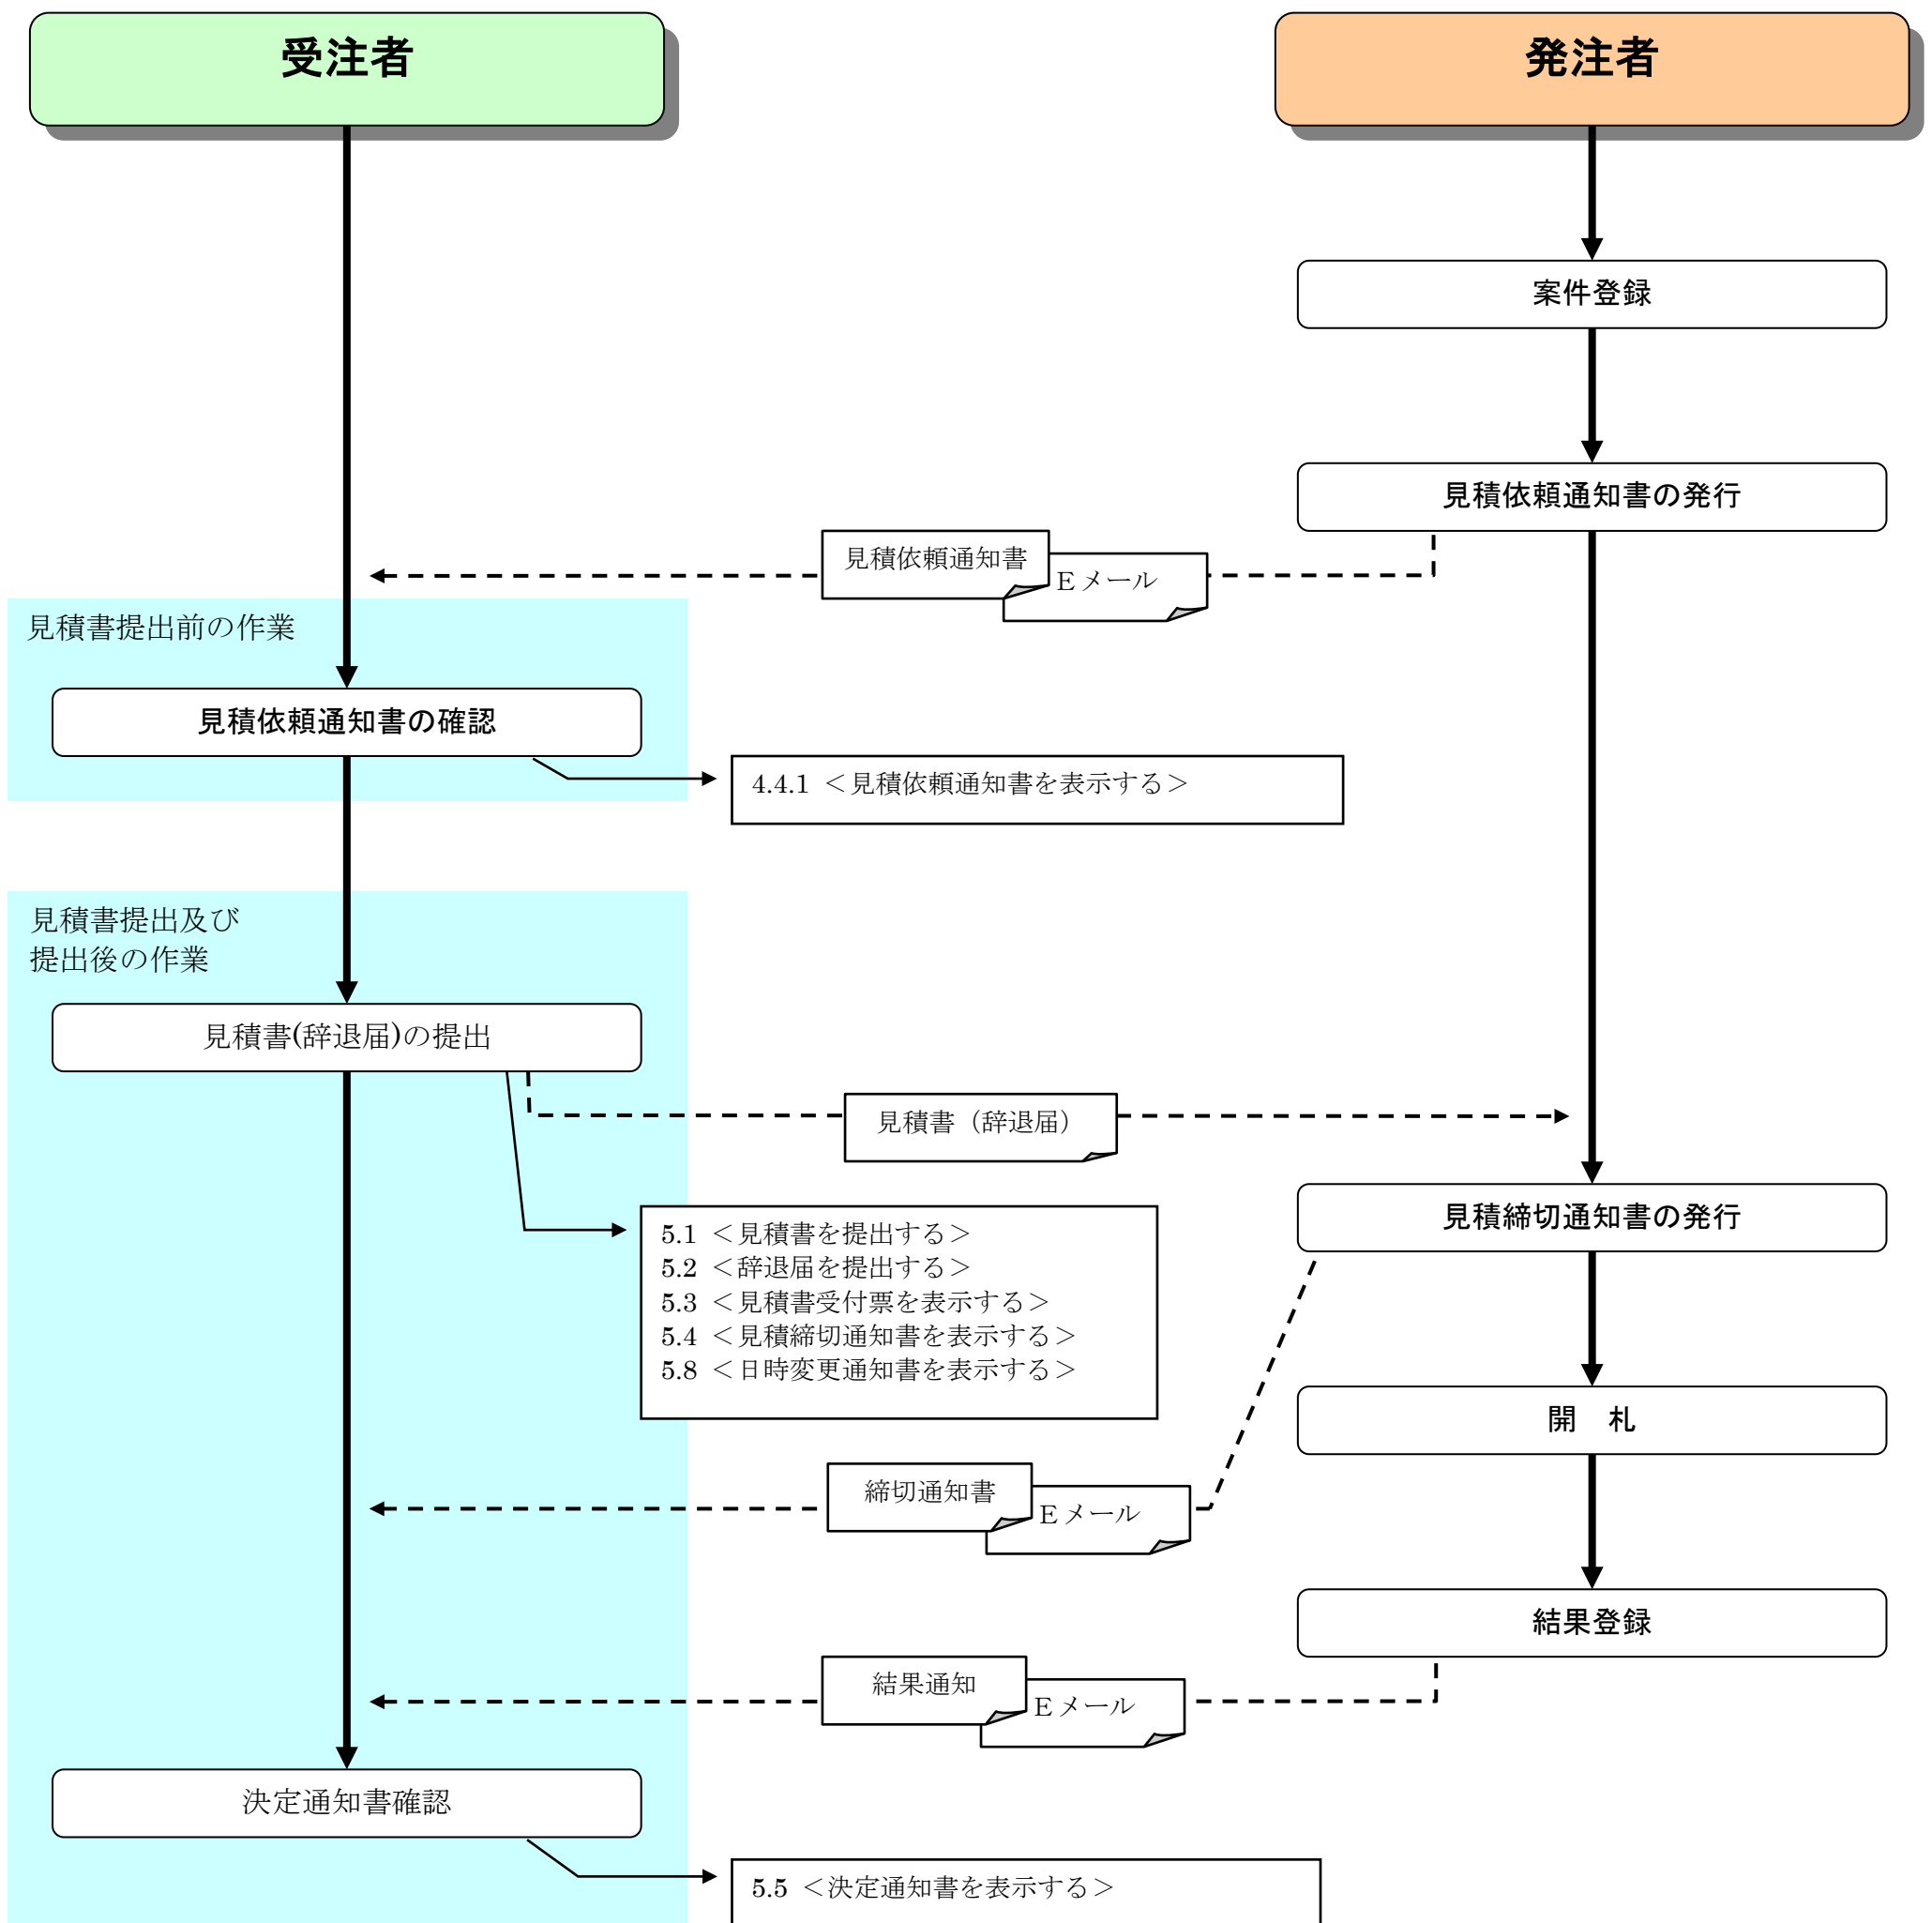 受注者
発注者
案件登録
見積依頼通知書の発行
見積依頼通知書
Ｅメール
見積書提出前の作業
見積依頼通知書の確認
4.4.1 ＜見積依頼通知書を表示する＞
見積書提出及び
提出後の作業
見積書(辞退届)の提出
見積書（辞退届）
見積締切通知書の発行
5.1 ＜見積書を提出する＞
5.2 ＜辞退届を提出する＞
5.3 ＜見積書受付票を表示する＞
5.4 ＜見積締切通知書を表示する＞
5.8 ＜日時変更通知書を表示する＞
開　札
締切通知書
Ｅメール
結果登録
結果通知
Ｅメール
決定通知書確認
5.5 ＜決定通知書を表示する＞